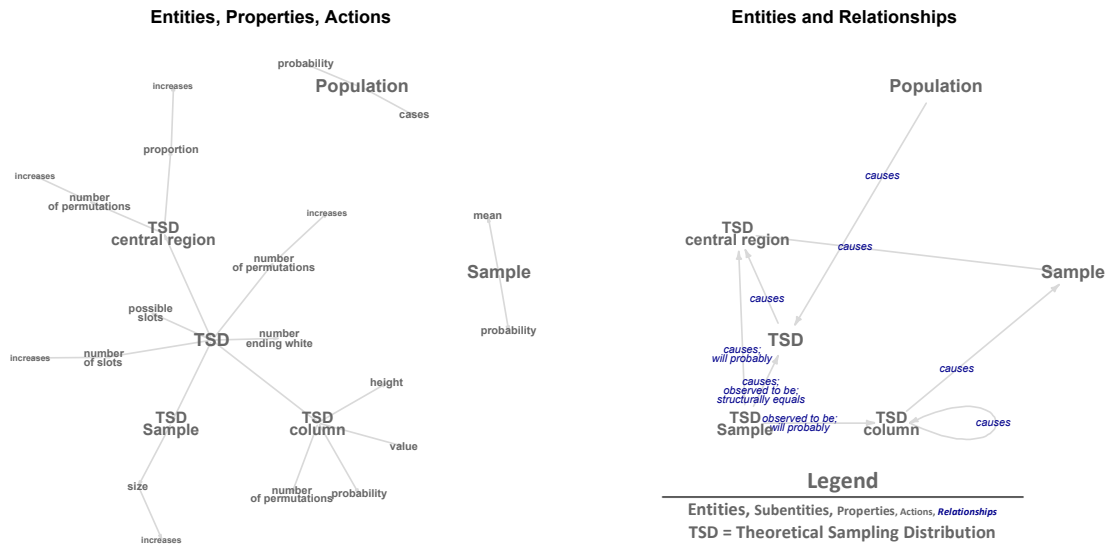 Entities, Properties, Actions
probability
Population
cases
increases
proportion
increases
number
of permutations
TSD
central region
increases
number
of permutations
mean
Sample
probability
possible
slots
TSD
number
ending white
increases
number
of slots
height
TSD
Sample
TSD
column
value
size
number
of permutations
probability
increases
Entities and Relationships
Population
causes
TSD
central region
causes
Sample
causes
TSD
causes;
will probably
causes
causes;
observed to be;
structurally equals
TSD
Sample
observed to be;
will probably
TSD
column
causes
Legend
Entities, Subentities, Properties, Actions, Relationships
TSD = Theoretical Sampling Distribution